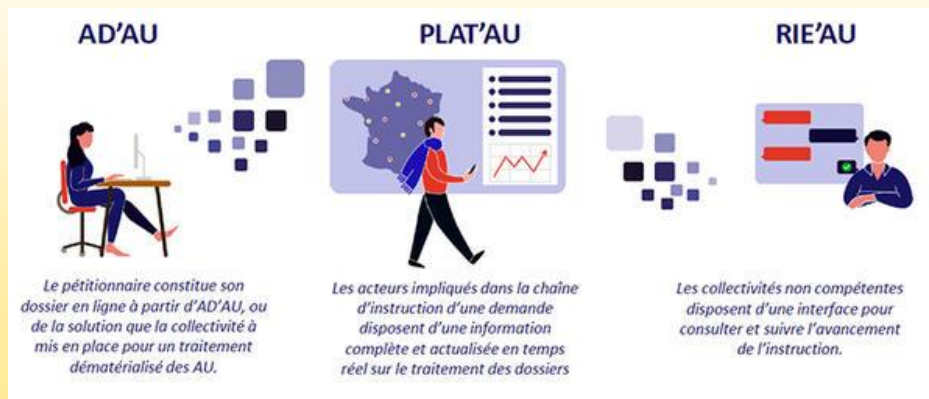 AD'AU
Le pétitionnaire constitue son
dossier en ligne à partir d'AD'AU, ou
de la solution que la collectivité à
mis en place pour un traitement
dématérialisé des AU.
PLAT'AU
Les acteurs impliqués dans la chaîne
d'instruction d'une demande
disposent d'une information
complète et actualisée en temps
réel sur le traitement des dossiers
RIE'AU
Les collectivités non compétentes
disposent d'une interface pour
consulter et suivre l'avancement
de l'instruction.